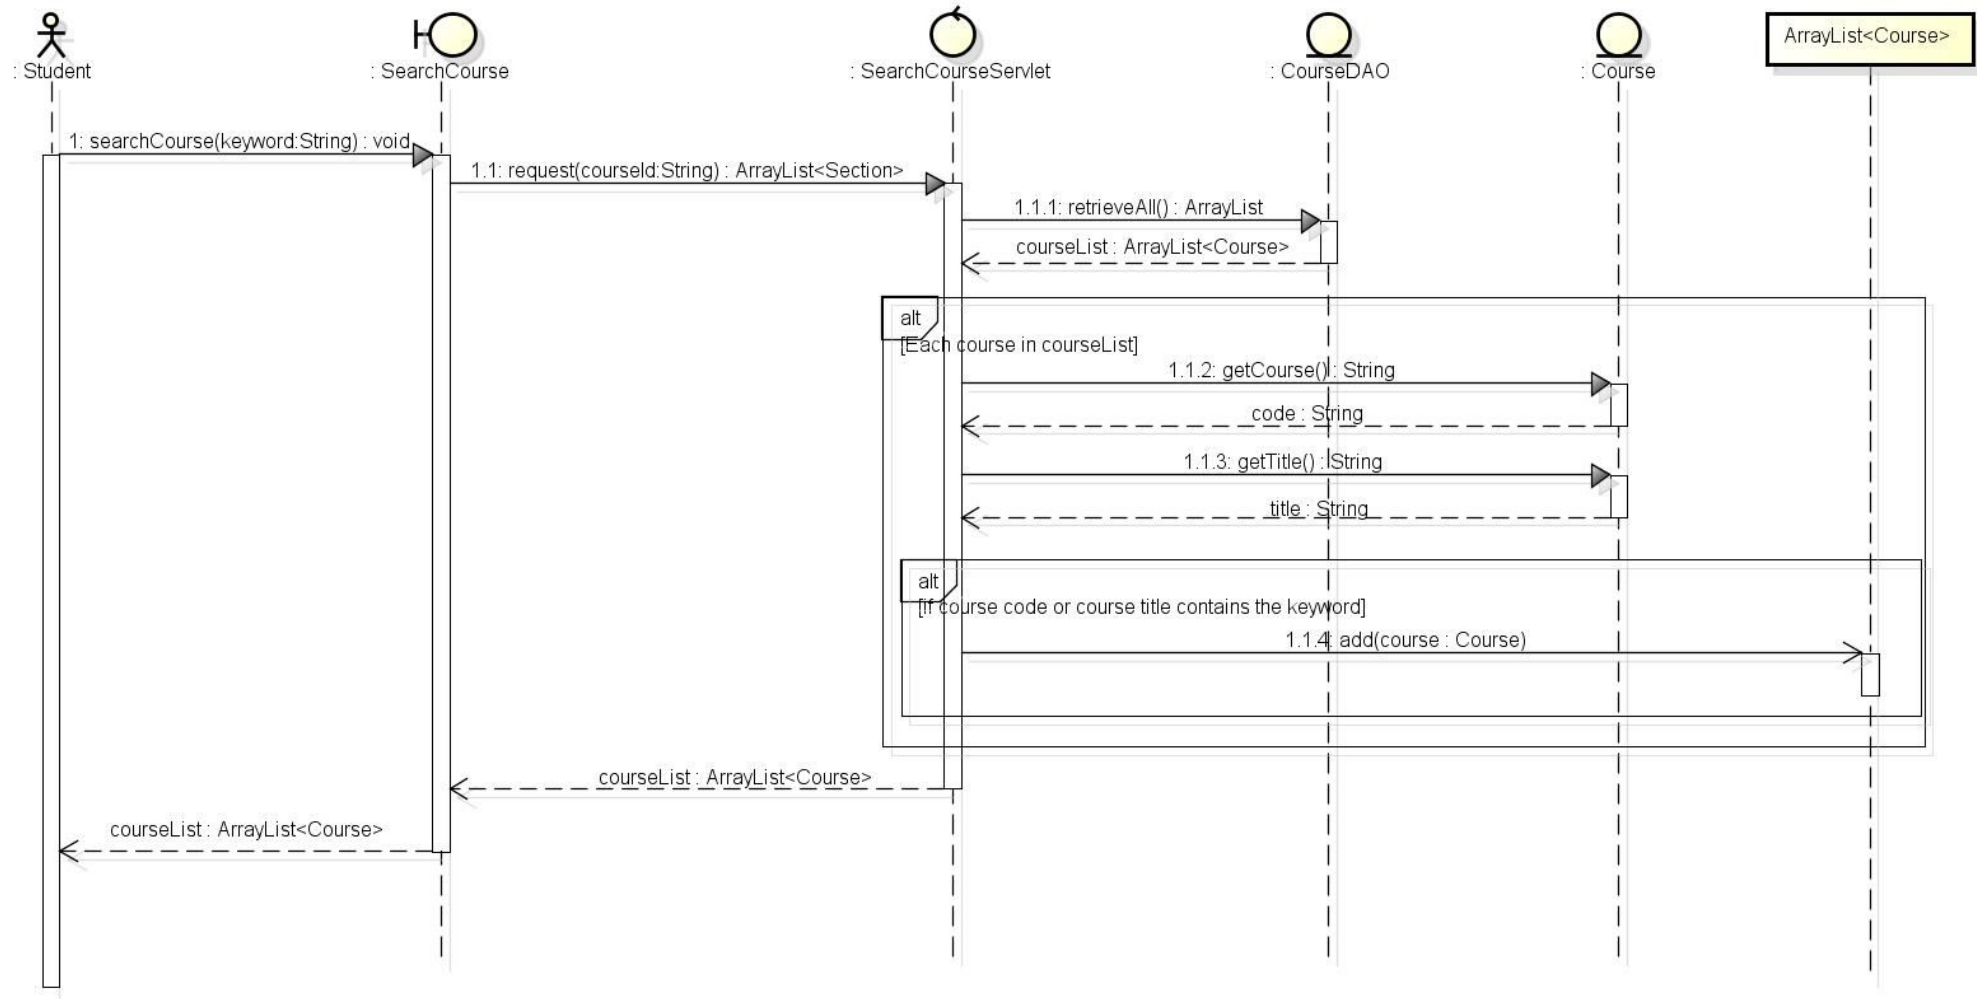 : Student
: SearchCourse
: SearchCourseServlet
: CourseDAO
: Course
ArrayList<Course>
1: searchCourse(keyword:String) : void
1.1: request(courseId:String) : ArrayList<Section>
1.1.1: retrieveAll() : ArrayList
courseList : ArrayList<Course>
alt
[Each course in courseList]
1.1.2: getCourse() : String
code : String
1.1.3: getTitle() : String
title : String
alt
[if course code or course title contains the keyword]
1.1.4: add(course : Course)
courseList : ArrayList<Course>
courseList : ArrayList<Course>